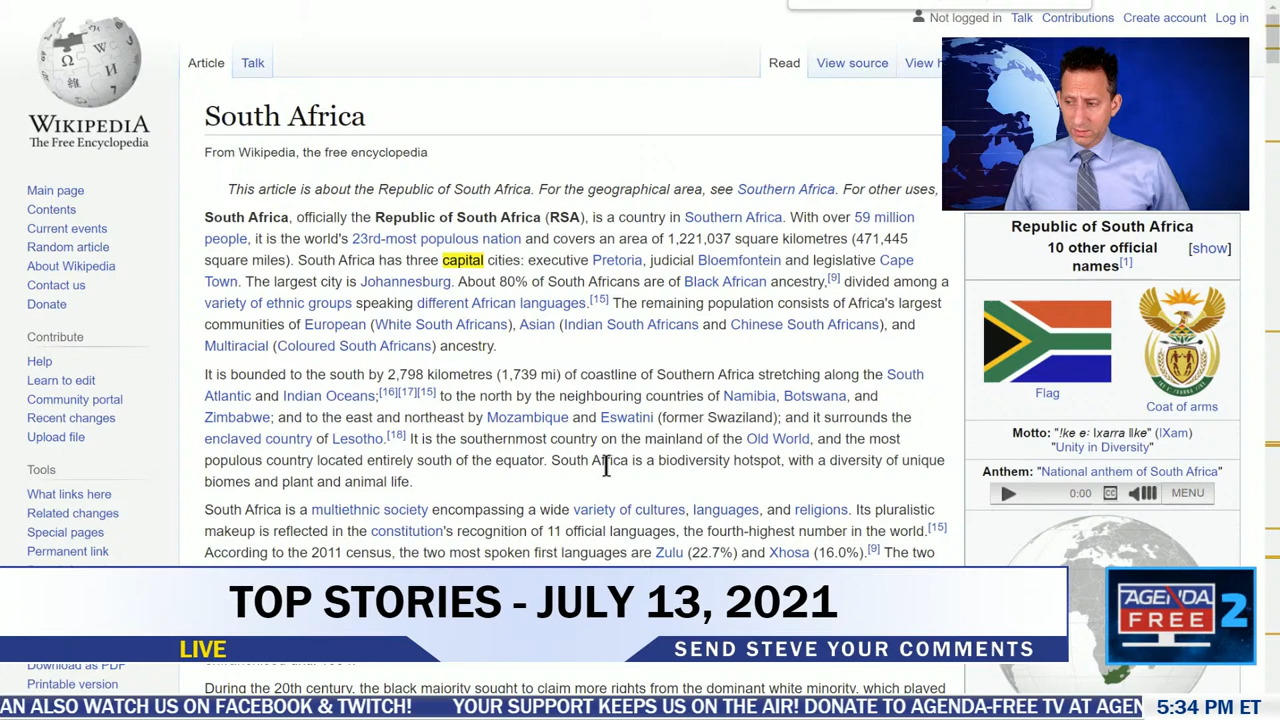 Not logged in Talk Contributions Create account Log in
Article Talk Read View source View h
WIKIPEDIA
The Free Encyclopedia
Main page
Contents
Current events
Random article
About Wikipedia
Contact us
Donate
Contribute
Help
Learn to edit
Community portal
Recent changes
Upload file
Tools
What links here
Related changes
Special pages
Permanent link
Download as PDF
Printable version
South Africa
From Wikipedia, the free encyclopedia
This article is about the Republic of South Africa. For the geographical area, see Southern Africa. For other uses,
South Africa, officially the Republic of South Africa (RSA), is a country in Southern Africa. With over 59 million
people, it is the world's 23rd-most populous nation and covers an area of 1,221,037 square kilometres (471,445
square miles). South Africa has three capital cities: executive Pretoria, judicial Bloemfontein and legislative Cape
Town. The largest city is Johannesburg. About 80% of South Africans are of Black African ancestry,[9] divided among a
variety of ethnic groups speaking different African languages.[15] The remaining population consists of Africa's largest
communities of European (White South Africans), Asian (Indian South Africans and Chinese South Africans), and
Multiracial (Coloured South Africans) ancestry.
It is bounded to the south by 2,798 kilometres (1,739 mi) of coastline of Southern Africa stretching along the South
Atlantic and Indian Oceans;[16][17][15] to the north by the neighbouring countries of Namibia, Botswana, and
Zimbabwe; and to the east and northeast by Mozambique and Eswatini (former Swaziland); and it surrounds the
enclaved country of Lesotho.[18] It is the southernmost country on the mainland of the Old World, and the most
populous country located entirely south of the equator. South Africa is a biodiversity hotspot, with a diversity of unique
biomes and plant and animal life.
South Africa is a multiethnic society encompassing a wide variety of cultures, languages, and religions. Its pluralistic
makeup is reflected in the constitution's recognition of 11 official languages, the fourth-highest number in the world.[15]
According to the 2011 census, the two most spoken first languages are Zulu (22.7%) and Xhosa (16.0%).[9] The two
During the 20th century, the black majority sought to claim more rights from the dominant white minority, which played
Republic of South Africa
10 other official [show]
names[1]
Flag
Coat of arms
Motto: "!ke e: ǀxarra ǁke" (ǀXam)
"Unity in Diversity"
Anthem: "National anthem of South Africa"
0:00 CC MENU
TOP STORIES - JULY 13, 2021
LIVE SEND STEVE YOUR COMMENTS
AGENDA
FREE 2
AN ALSO WATCH US ON FACEBOOK & TWITCH! YOUR SUPPORT KEEPS US ON THE AIR! DONATE TO AGENDA-FREE TV AT AGEN 5:34 PM ET